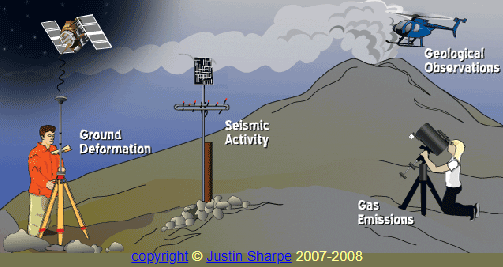 Geological
Observations
Ground
Deformation
Seismic
Activity
Gas
Emissions
copyright © Justin Sharpe 2007-2008